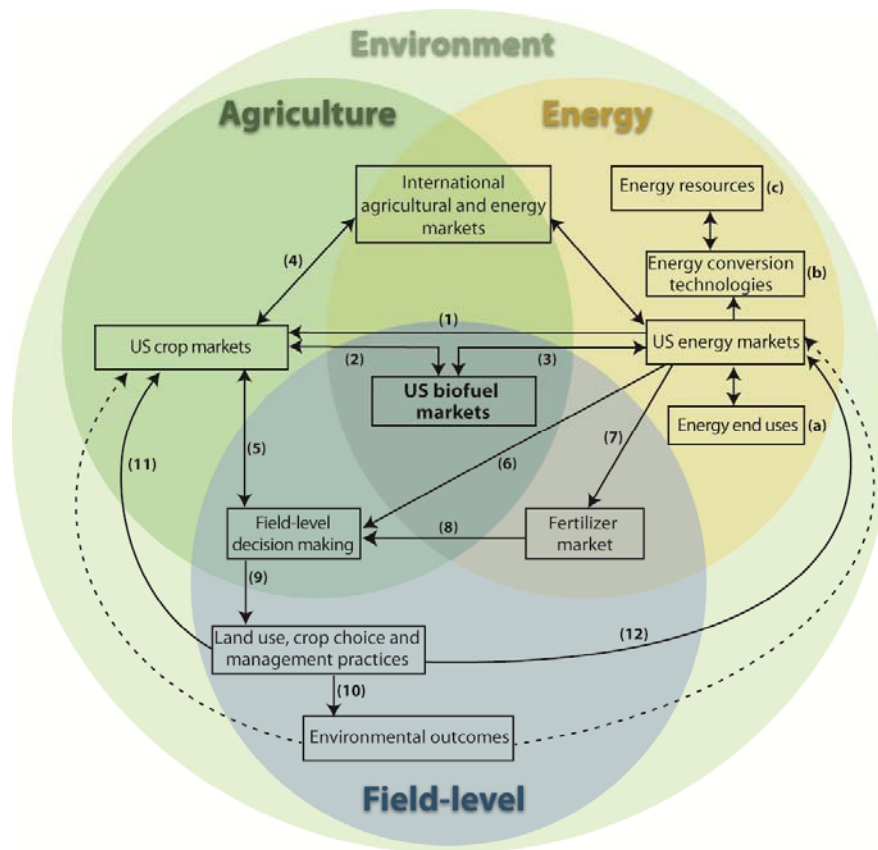 Environment
Agriculture
Energy
International
agricultural and energy
markets
Energy resources
(c)
(4)
Energy conversion
technologies
(b)
(1)
US crop markets
US energy markets
(2)
(3)
US biofuel
markets
Energy end uses
(a)
(11)
(5)
(6)
(7)
Field-level
decision making
(8)
Fertilizer
market
(9)
Land use, crop choice and
management practices
(12)
(10)
Environmental outcomes
Field-level